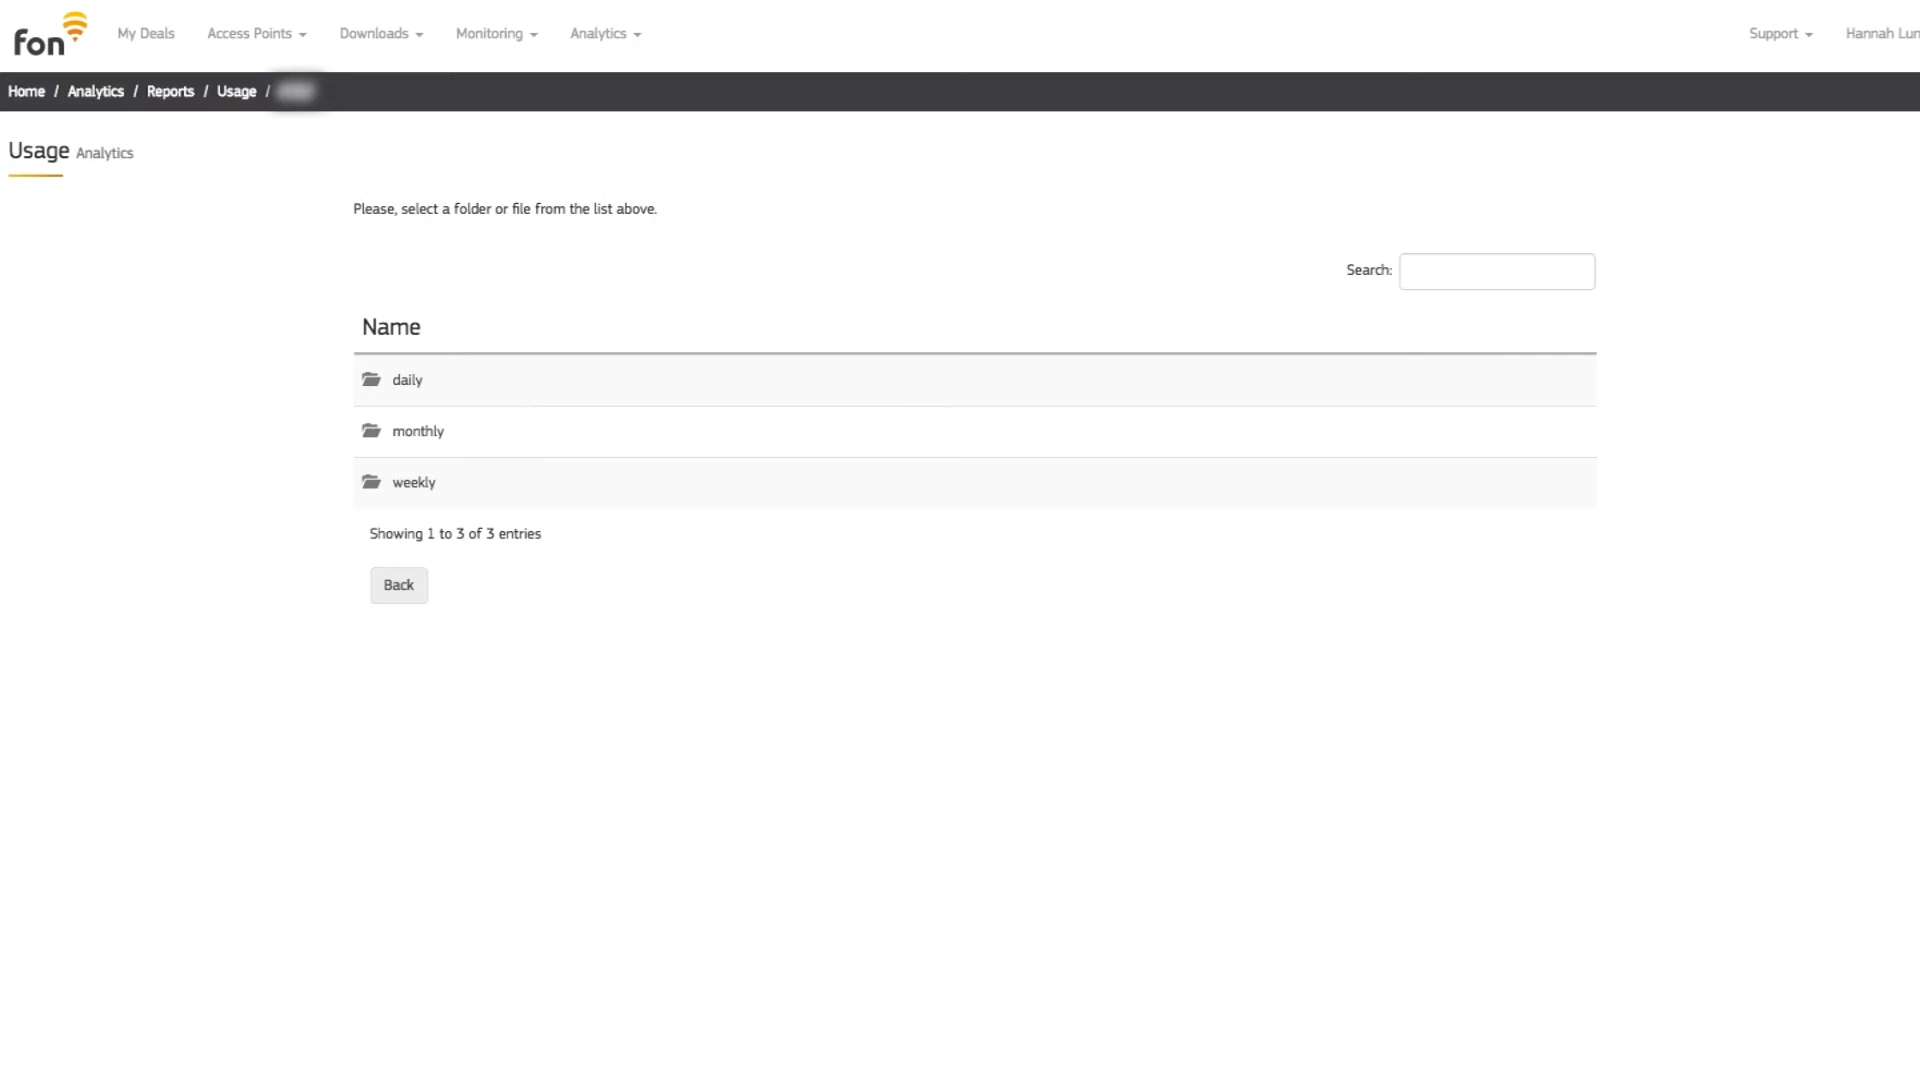 fon My Deals Access Points Downloads Monitoring Analytics Support Hannah Lun
Home / Analytics / Reports / Usage /
Usage Analytics
Please, select a folder or file from the list above.
Search:
Name
daily
monthly
weekly
Showing 1 to 3 of 3 entries
Back